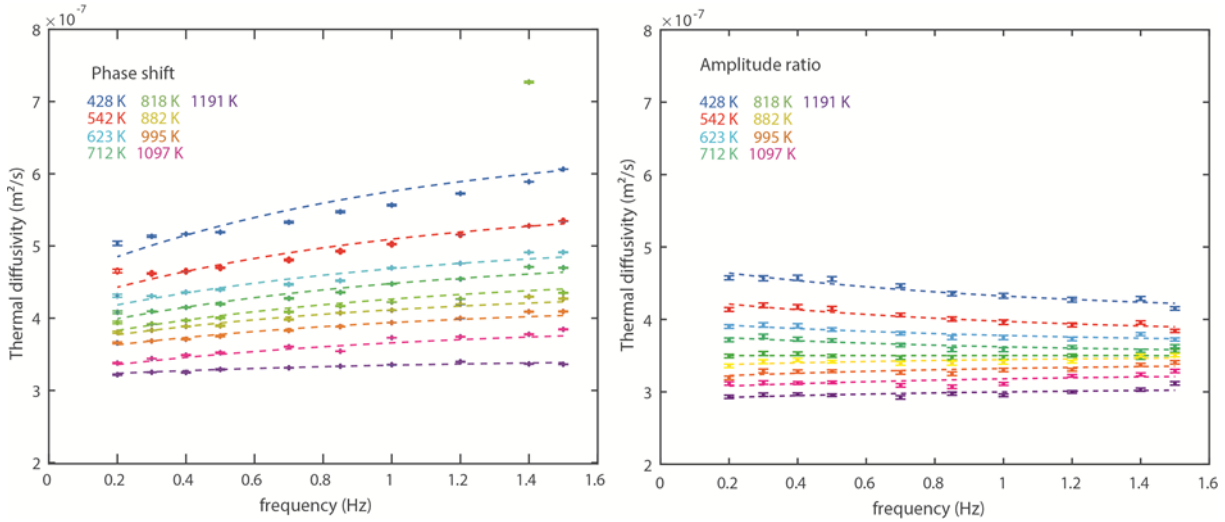 ×10⁻⁷
8
7
6
5
4
3
2
Thermal diffusivity (m²/s)
Phase shift
428 K 818 K 1191 K
542 K 882 K
623 K 995 K
712 K 1097 K
0 0.2 0.4 0.6 0.8 1 1.2 1.4 1.6
frequency (Hz)
×10⁻⁷
8
7
6
5
4
3
2
Thermal diffusivity (m²/s)
Amplitude ratio
428 K 818 K 1191 K
542 K 882 K
623 K 995 K
712 K 1097 K
0 0.2 0.4 0.6 0.8 1 1.2 1.4 1.6
frequency (Hz)